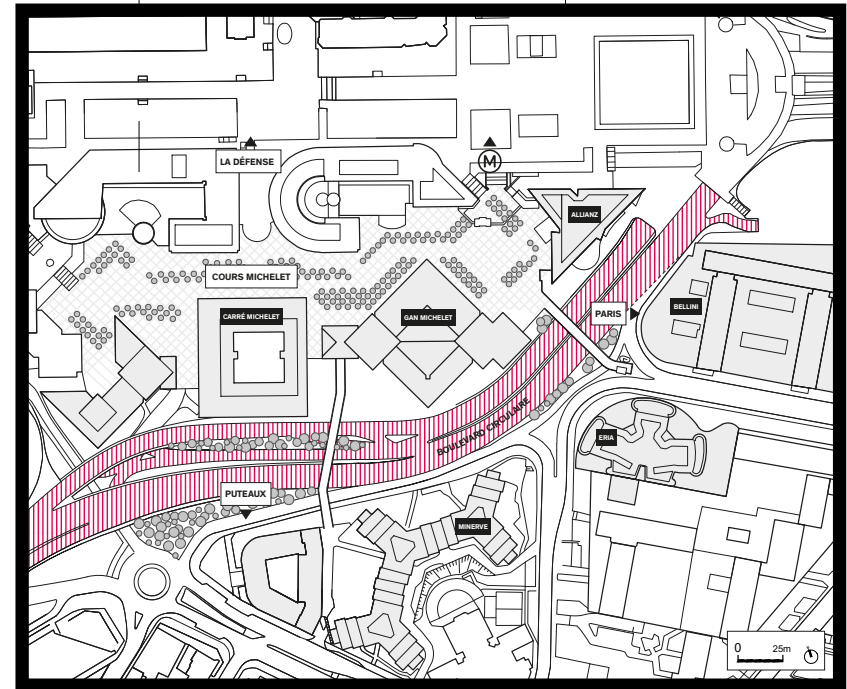 LA DÉFENSE
M
ALLIANZ
COURS MICHELET
CARRÉ MICHELET
GAN MICHELET
PARIS
BELLINI
BOULEVARD CIRCULAIRE
ERIA
PUTEAUX
MINERVE
0 25m